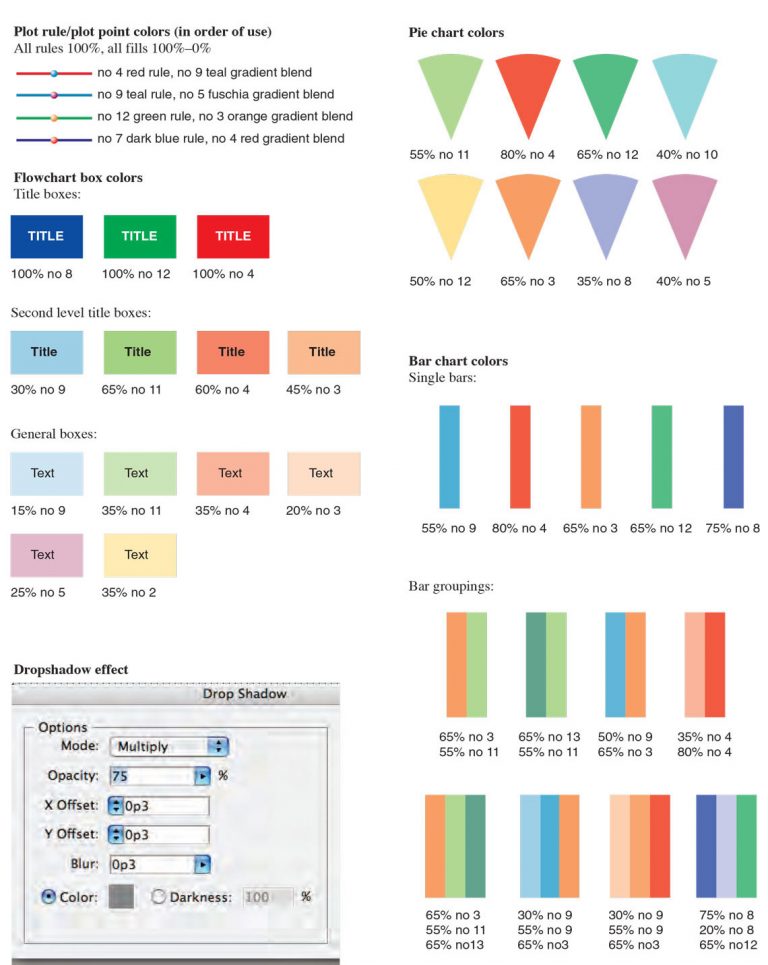 Plot rule/plot point colors (in order of use)
All rules 100%, all fills 100%–0%
no 4 red rule, no 9 teal gradient blend
no 9 teal rule, no 5 fuschia gradient blend
no 12 green rule, no 3 orange gradient blend
no 7 dark blue rule, no 4 red gradient blend
Flowchart box colors
Title boxes:
TITLE TITLE TITLE
100% no 8 100% no 12 100% no 4
Second level title boxes:
Title Title Title Title
30% no 9 65% no 11 60% no 4 45% no 3
General boxes:
Text Text Text Text
15% no 9 35% no 11 35% no 4 20% no 3
Text Text
25% no 5 35% no 2
Dropshadow effect
Drop Shadow
Options
Mode: Multiply
Opacity: 75 %
X Offset: 0p3
Y Offset: 0p3
Blur: 0p3
Color: Darkness: 100 %
Pie chart colors
55% no 11 80% no 4 65% no 12 40% no 10
50% no 12 65% no 3 35% no 8 40% no 5
Bar chart colors
Single bars:
55% no 9 80% no 4 65% no 3 65% no 12 75% no 8
Bar groupings:
65% no 3 65% no 13 50% no 9 35% no 4
55% no 11 55% no 11 65% no 3 80% no 4
65% no 3 30% no 9 30% no 9 75% no 8
55% no 11 55% no 9 55% no 9 20% no 8
65% no13 65% no3 65% no3 65% no12